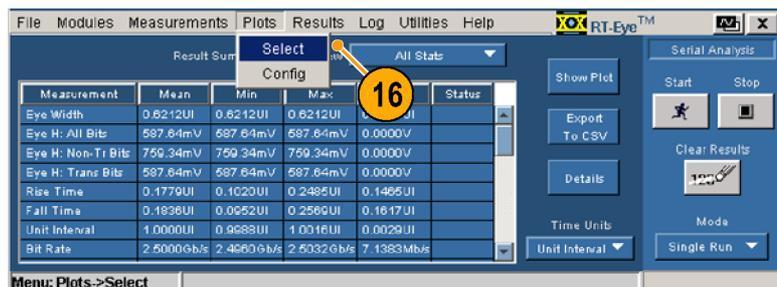 File Modules Measurements Plots Results Log Utilities Help RT-Eye™ X
Select
Config
16
Result Sum
All Stats
Serial Analysis
Show Plot
Start Stop
Measurement Mean Min Max Status
Eye Width 0.6212UI 0.6212UI 0.6212UI
Eye H: All Bits 587.64mV 587.64mV 587.64mV 0.0000V
Eye H: Non-Tr Bits 759.34mV 759.34mV 759.34mV 0.0000V
Eye H: Trans Bits 587.64mV 587.64mV 587.64mV 0.0000V
Rise Time 0.1779UI 0.1020UI 0.2485UI 0.1465UI
Fall Time 0.1836UI 0.0952UI 0.2569UI 0.1617UI
Unit Interval 1.0000UI 0.9988UI 1.0016UI 0.0029UI
Bit Rate 2.5000Gb/s 2.4960Gb/s 2.5032Gb/s 7.1383Mb/s
Export
To CSV
Clear Results
Details
Time Units
Unit Interval
Mode
Single Run
Menu: Plots->Select